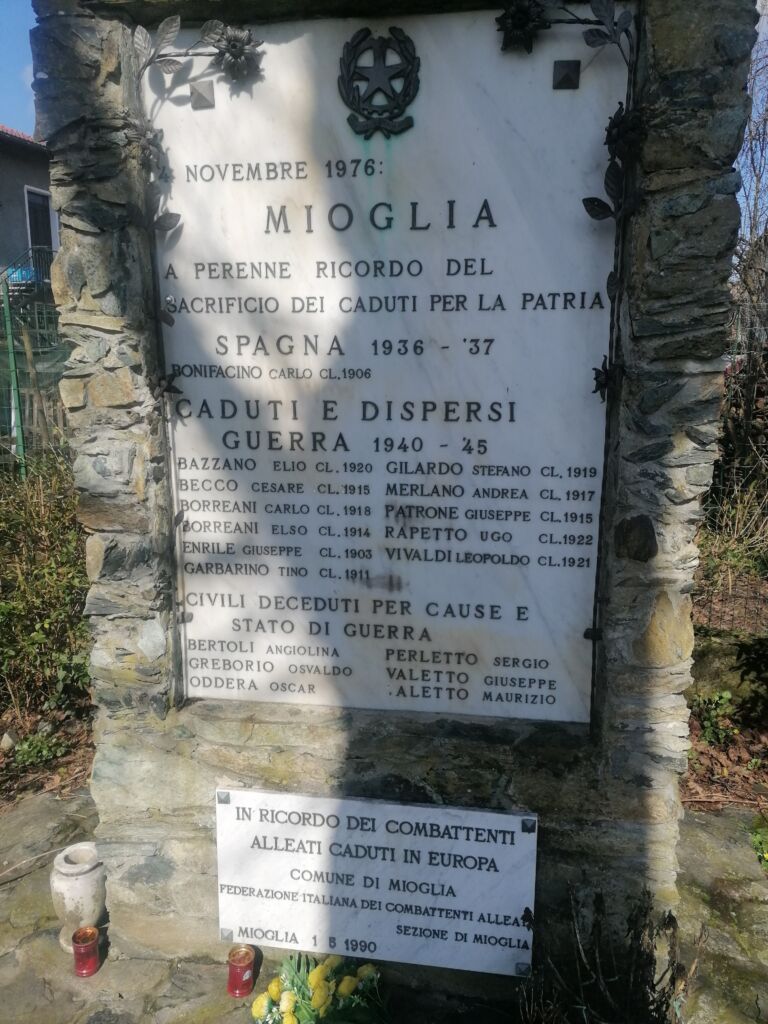 4 NOVEMBRE 1976:
MIOGLIA
A PERENNE RICORDO DEL
SACRIFICIO DEI CADUTI PER LA PATRIA
SPAGNA 1936 - '37
BONIFACINO CARLO CL. 1906
CADUTI E DISPERSI
GUERRA 1940 - '45
BAZZANO ELIO CL. 1920 GILARDO STEFANO CL. 1919
BECCO CESARE CL. 1915 MERLANO ANDREA CL. 1917
BORREANI CARLO CL. 1918 PATRONE GIUSEPPE CL. 1915
BORREANI ELSO CL. 1914 RAPETTO UGO CL. 1922
ENRILE GIUSEPPE CL. 1903 VIVALDI LEOPOLDO CL. 1921
GARBARINO TINO CL. 1911
CIVILI DECEDUTI PER CAUSE E
STATO DI GUERRA
BERTOLI ANGIOLINA PERLETTO SERGIO
GREBORIO OSVALDO VALETTO GIUSEPPE
ODDERA OSCAR ALETTO MAURIZIO
IN RICORDO DEI COMBATTENTI
ALLEATI CADUTI IN EUROPA
COMUNE DI MIOGLIA
FEDERAZIONE ITALIANA DEI COMBATTENTI ALLEATI
SEZIONE DI MIOGLIA
MIOGLIA 1 5 1990